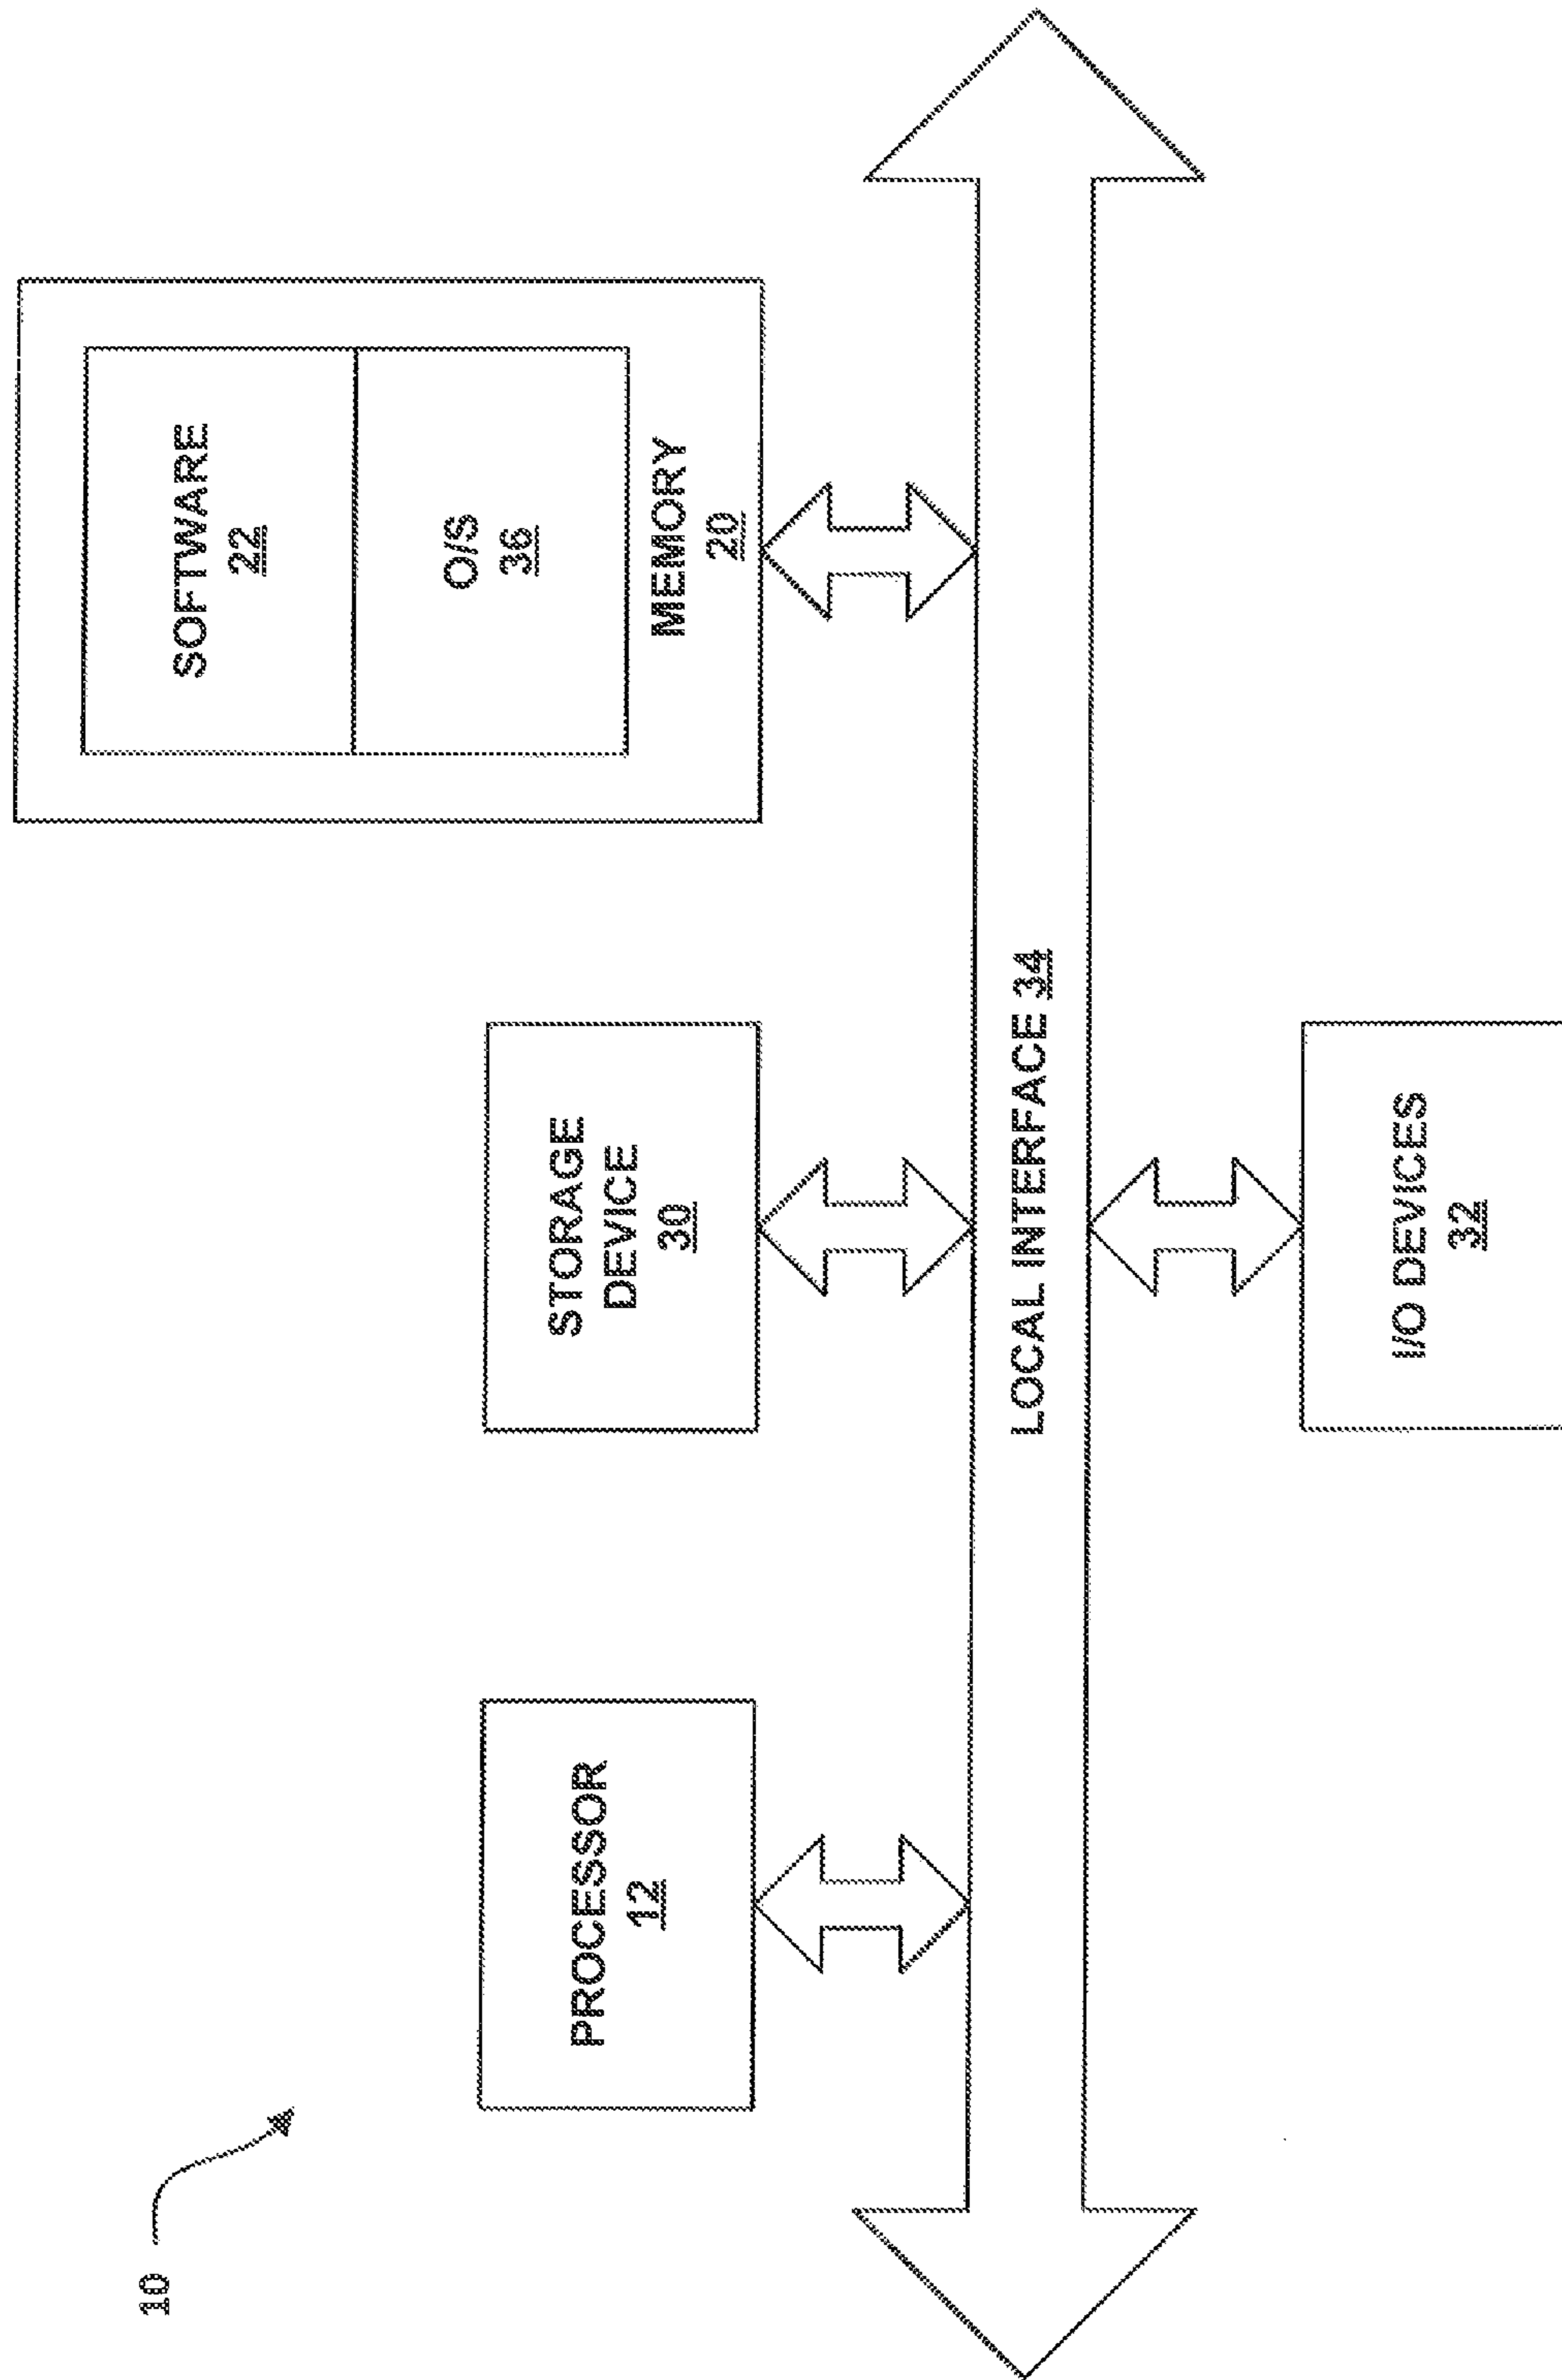 10
PROCESSOR
12
STORAGE
DEVICE
30
SOFTWARE
22
O/S
36
MEMORY
20
LOCAL INTERFACE 34
I/O DEVICES
32